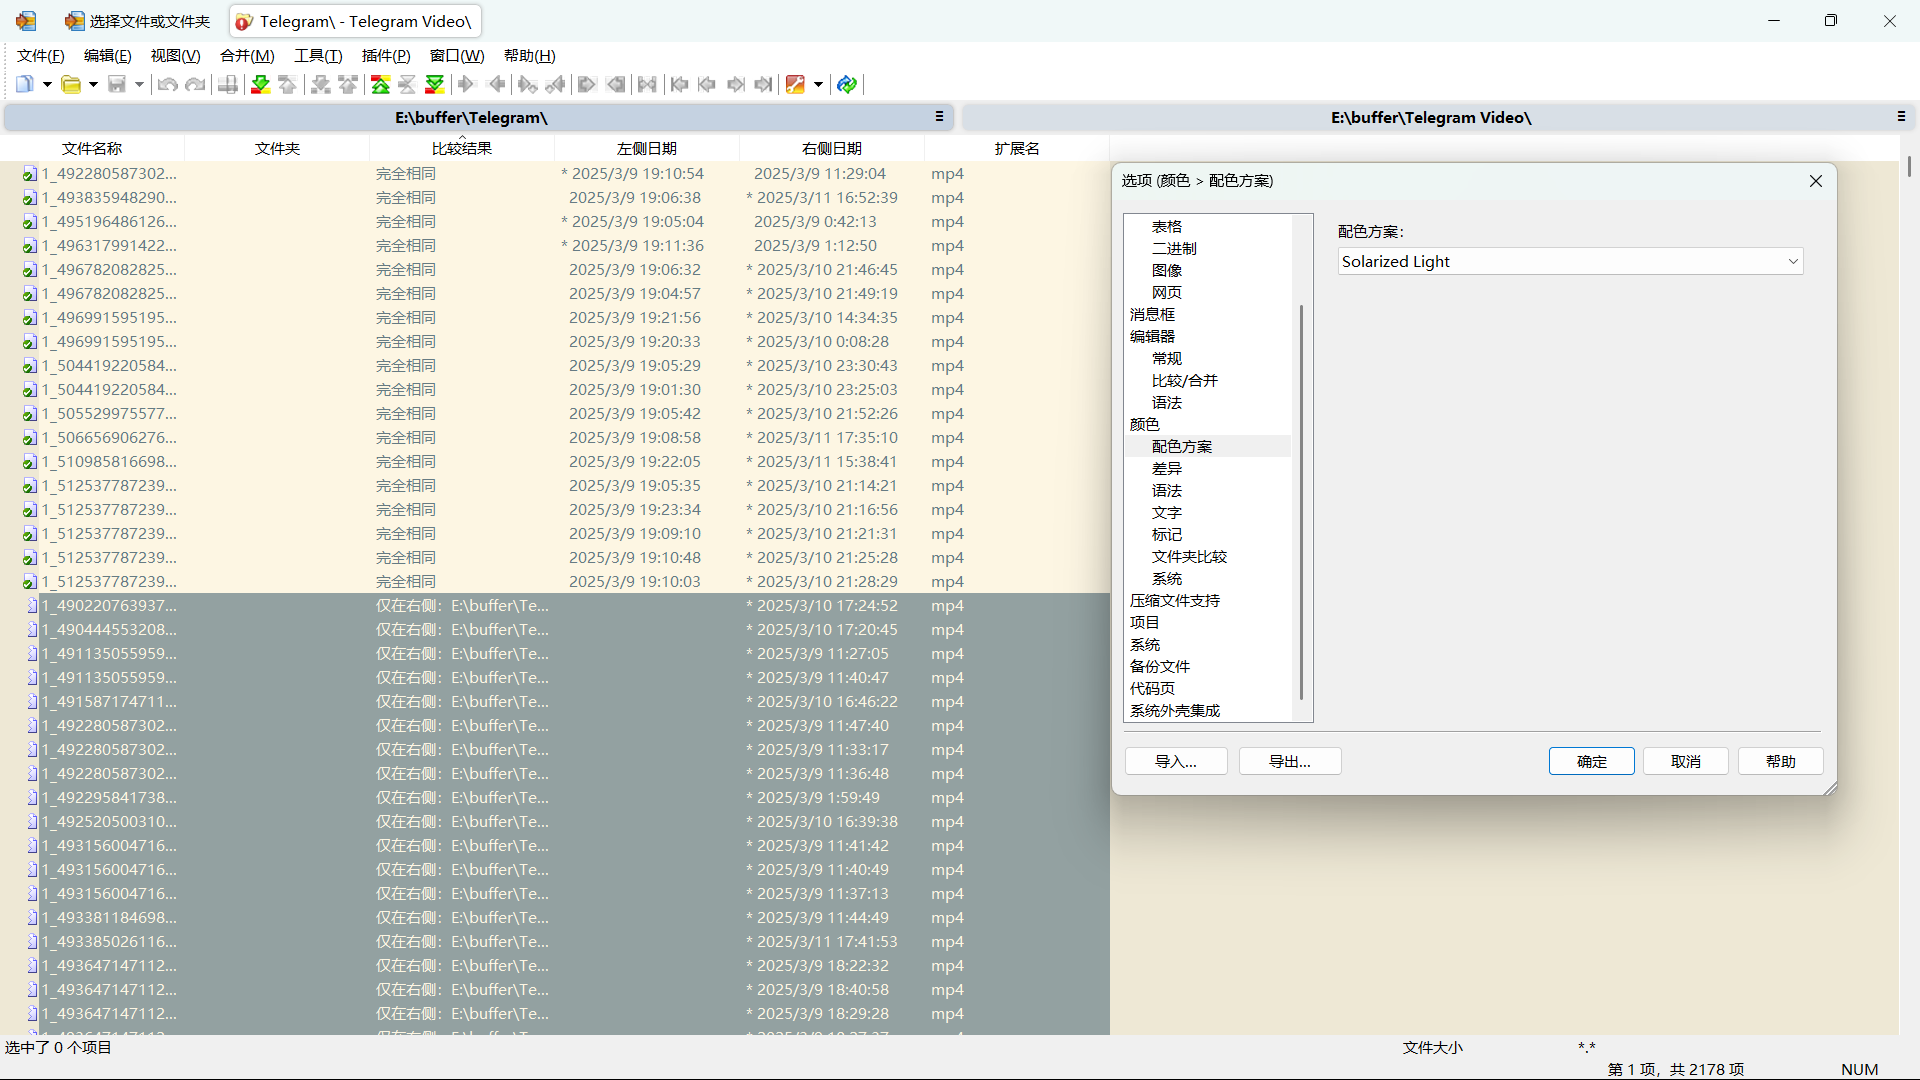 选择文件或文件夹
Telegram\ - Telegram Video\
文件(F) 编辑(E) 视图(V) 合并(M) 工具(T) 插件(P) 窗口(W) 帮助(H)
E:\buffer\Telegram\
E:\buffer\Telegram Video\
文件名称 文件夹 比较结果 左侧日期 右侧日期 扩展名
1_492280587302... 完全相同 * 2025/3/9 19:10:54 2025/3/9 11:29:04 mp4
1_493835948290... 完全相同 2025/3/9 19:06:38 * 2025/3/11 16:52:39 mp4
1_495196486126... 完全相同 * 2025/3/9 19:05:04 2025/3/9 0:42:13 mp4
1_496317991422... 完全相同 * 2025/3/9 19:11:36 2025/3/9 1:12:50 mp4
1_496782082825... 完全相同 2025/3/9 19:06:32 * 2025/3/10 21:46:45 mp4
1_496782082825... 完全相同 2025/3/9 19:04:57 * 2025/3/10 21:49:19 mp4
1_496991595195... 完全相同 2025/3/9 19:21:56 * 2025/3/10 14:34:35 mp4
1_496991595195... 完全相同 2025/3/9 19:20:33 * 2025/3/10 0:08:28 mp4
1_504419220584... 完全相同 2025/3/9 19:05:29 * 2025/3/10 23:30:43 mp4
1_504419220584... 完全相同 2025/3/9 19:01:30 * 2025/3/10 23:25:03 mp4
1_505529975577... 完全相同 2025/3/9 19:05:42 * 2025/3/10 21:52:26 mp4
1_506656906276... 完全相同 2025/3/9 19:08:58 * 2025/3/11 17:35:10 mp4
1_510985816698... 完全相同 2025/3/9 19:22:05 * 2025/3/11 15:38:41 mp4
1_512537787239... 完全相同 2025/3/9 19:05:35 * 2025/3/10 21:14:21 mp4
1_512537787239... 完全相同 2025/3/9 19:23:34 * 2025/3/10 21:16:56 mp4
1_512537787239... 完全相同 2025/3/9 19:09:10 * 2025/3/10 21:21:31 mp4
1_512537787239... 完全相同 2025/3/9 19:10:48 * 2025/3/10 21:25:28 mp4
1_512537787239... 完全相同 2025/3/9 19:10:03 * 2025/3/10 21:28:29 mp4
1_490220763937... 仅在右侧: E:\buffer\Te... * 2025/3/10 17:24:52 mp4
1_490444553208... 仅在右侧: E:\buffer\Te... * 2025/3/10 17:20:45 mp4
1_491135055959... 仅在右侧: E:\buffer\Te... * 2025/3/9 11:27:05 mp4
1_491135055959... 仅在右侧: E:\buffer\Te... * 2025/3/9 11:40:47 mp4
1_491587174711... 仅在右侧: E:\buffer\Te... * 2025/3/10 16:46:22 mp4
1_492280587302... 仅在右侧: E:\buffer\Te... * 2025/3/9 11:47:40 mp4
1_492280587302... 仅在右侧: E:\buffer\Te... * 2025/3/9 11:33:17 mp4
1_492280587302... 仅在右侧: E:\buffer\Te... * 2025/3/9 11:36:48 mp4
1_492295841738... 仅在右侧: E:\buffer\Te... * 2025/3/9 1:59:49 mp4
1_492520500310... 仅在右侧: E:\buffer\Te... * 2025/3/10 16:39:38 mp4
1_493156004716... 仅在右侧: E:\buffer\Te... * 2025/3/9 11:41:42 mp4
1_493156004716... 仅在右侧: E:\buffer\Te... * 2025/3/9 11:40:49 mp4
1_493156004716... 仅在右侧: E:\buffer\Te... * 2025/3/9 11:37:13 mp4
1_493381184698... 仅在右侧: E:\buffer\Te... * 2025/3/9 11:44:49 mp4
1_493385026116... 仅在右侧: E:\buffer\Te... * 2025/3/11 17:41:53 mp4
1_493647147112... 仅在右侧: E:\buffer\Te... * 2025/3/9 18:22:32 mp4
1_493647147112... 仅在右侧: E:\buffer\Te... * 2025/3/9 18:40:58 mp4
1_493647147112... 仅在右侧: E:\buffer\Te... * 2025/3/9 18:29:28 mp4
选项 (颜色 > 配色方案)
表格
二进制
图像
网页
消息框
编辑器
常规
比较/合并
语法
颜色
配色方案
差异
语法
文字
标记
文件夹比较
系统
压缩文件支持
项目
系统
备份文件
代码页
系统外壳集成
配色方案:
Solarized Light
导入... 导出... 确定 取消 帮助
选中了 0 个项目 文件大小 *.*
第 1 项，共 2178 项 NUM